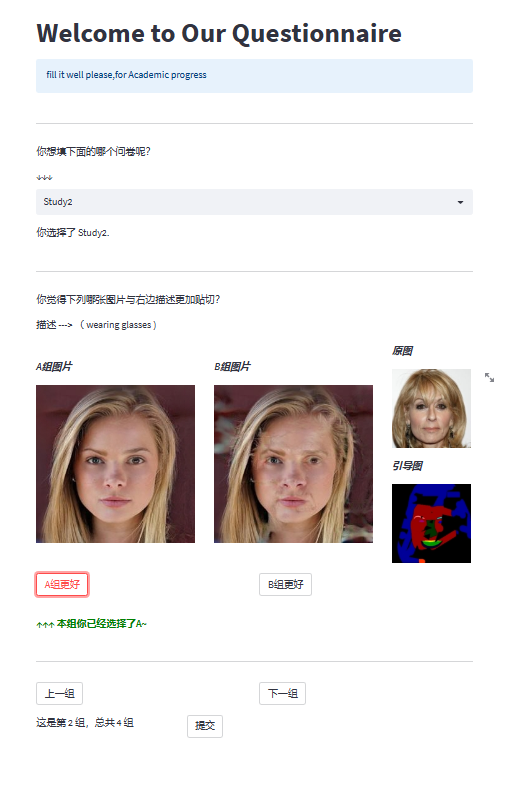 Welcome to Our Questionnaire
fill it well please,for Academic progress
你想填下面的哪个问卷呢?
↓↓↓
Study2
你选择了 Study2.
你觉得下列哪张图片与右边描述更加贴切?
描述 ---> （ wearing glasses )
A组图片
B组图片
原图
引导图
A组更好
B组更好
↑↑↑ 本组你已经选择了A~
上一组
下一组
这是第 2 组，总共 4 组
提交